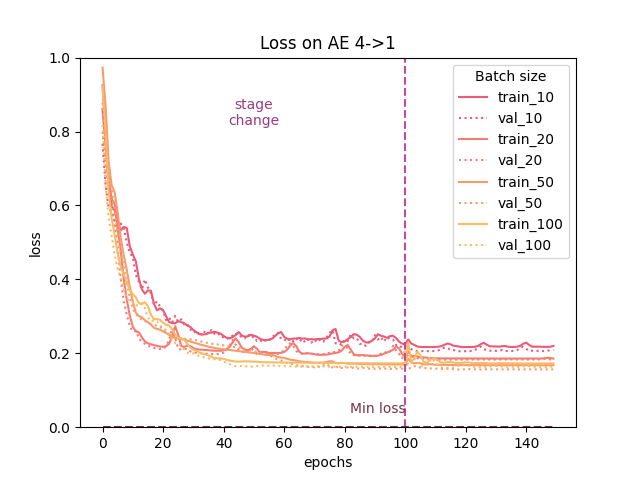 Loss on AE 4->1
1.0
0.8
0.6
0.4
0.2
0.0
loss
0
20
40
60
80
100
120
140
epochs
stage
change
Min loss
Batch size
train_10
val_10
train_20
val_20
train_50
val_50
train_100
val_100